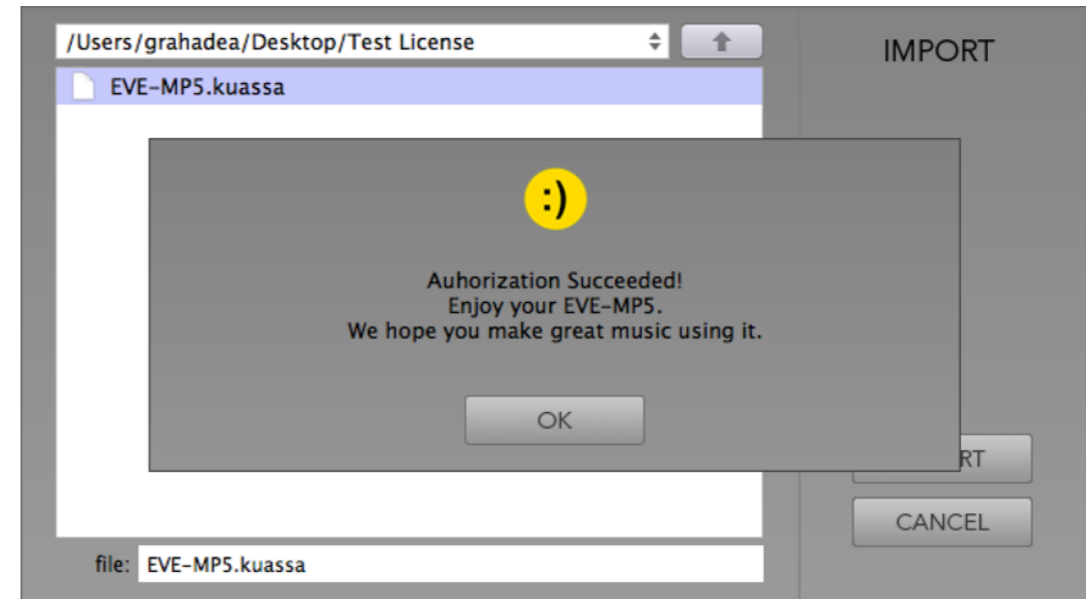 /Users/grahadea/Desktop/Test License
IMPORT
EVE-MP5.kuassa
:)
Auhorization Succeeded!
Enjoy your EVE-MP5.
We hope you make great music using it.
OK
RT
CANCEL
file: EVE-MP5.kuassa